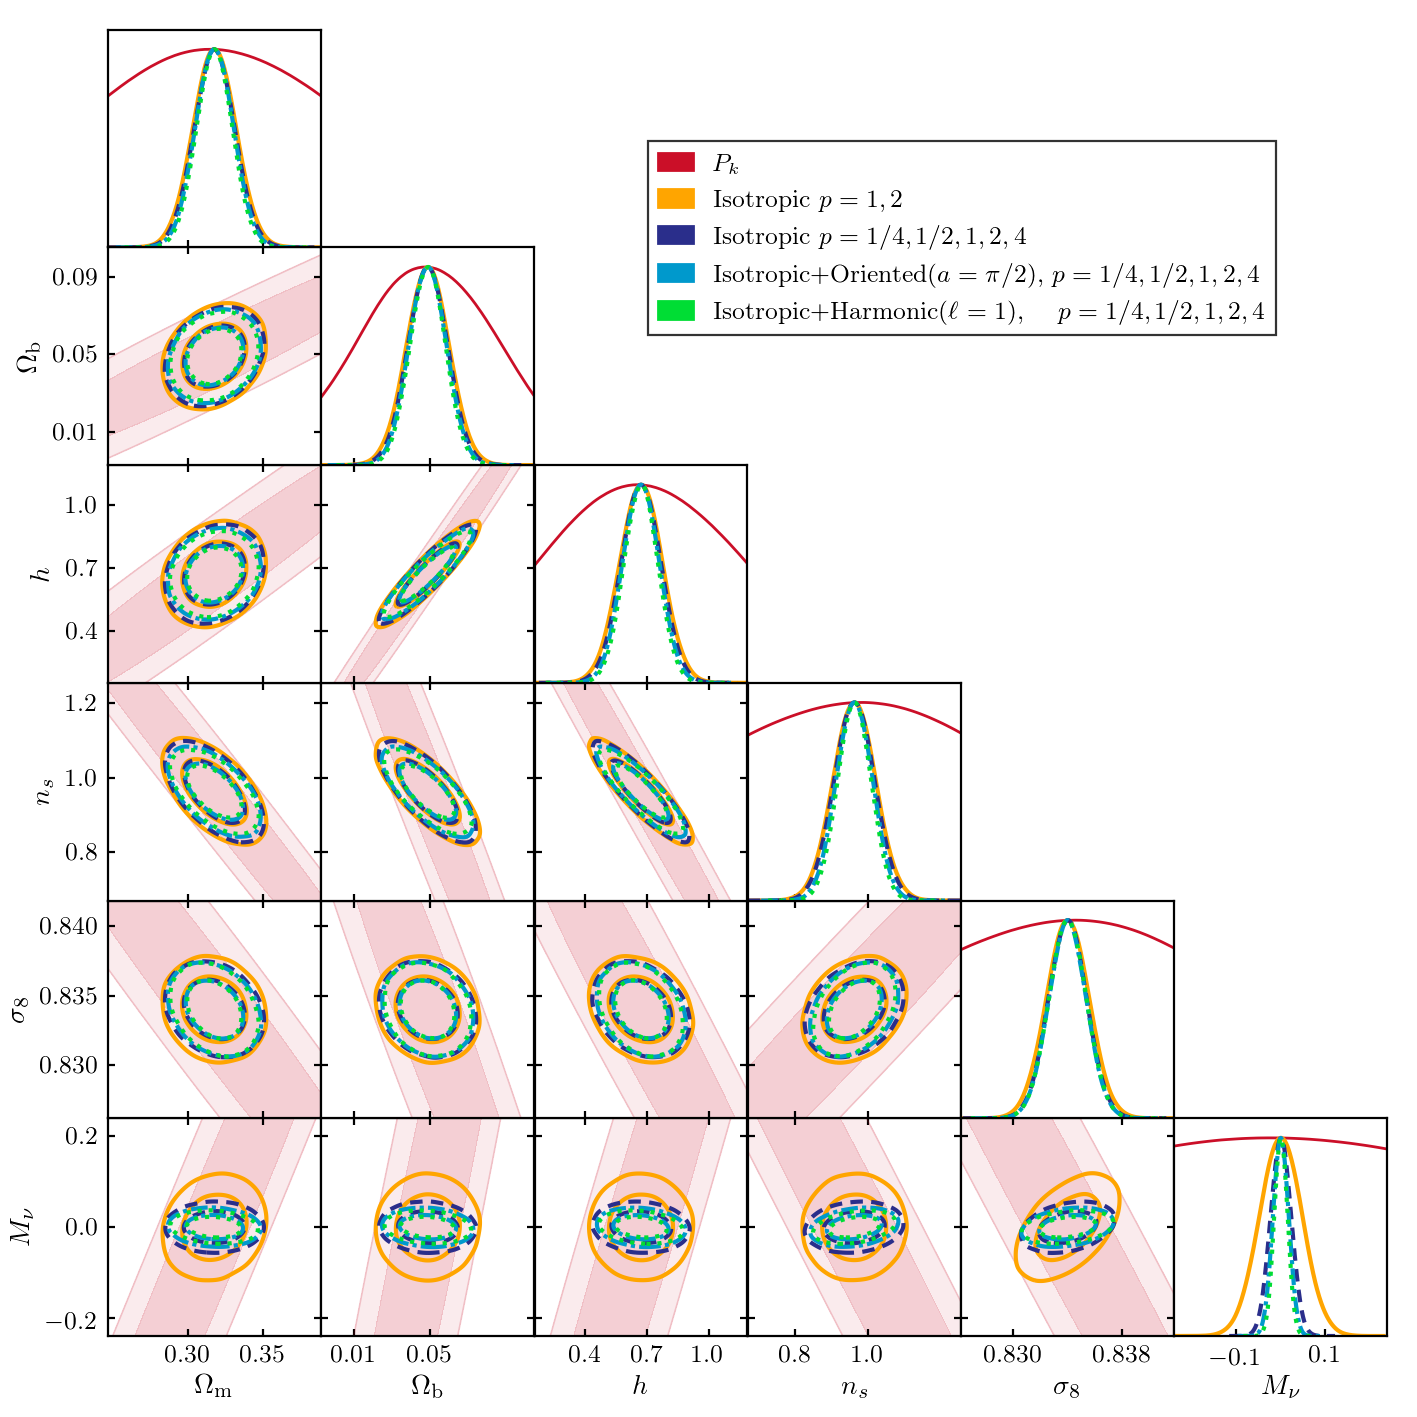 P_k
Isotropic p = 1, 2
Isotropic p = 1/4, 1/2, 1, 2, 4
Isotropic+Oriented(a = π/2), p = 1/4, 1/2, 1, 2, 4
Isotropic+Harmonic(ℓ = 1), p = 1/4, 1/2, 1, 2, 4
0.09
0.05
0.01
Ω_b
1.0
0.7
0.4
h
1.2
1.0
0.8
n_s
0.840
0.835
0.830
σ_8
0.2
0.0
−0.2
M_ν
0.30 0.35 0.01 0.05 0.4 0.7 1.0 0.8 1.0 0.830 0.838 −0.1 0.1
Ω_m Ω_b h n_s σ_8 M_ν